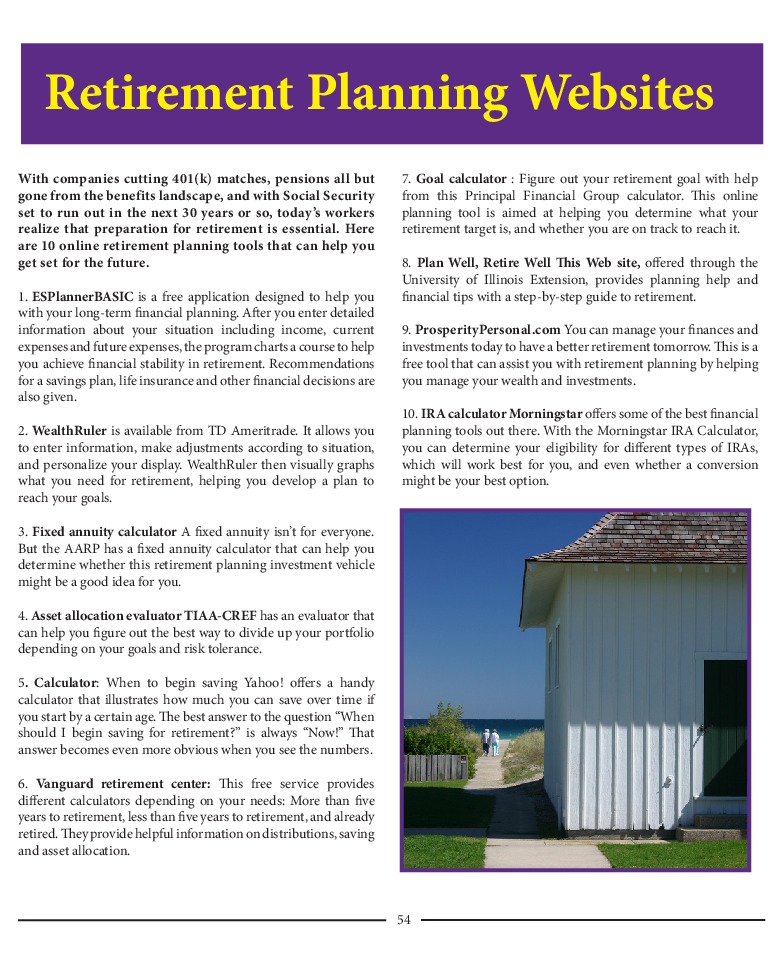 Retirement Planning Websites
With companies cutting 401(k) matches, pensions all but
gone from the benefits landscape, and with Social Security
set to run out in the next 30 years or so, today's workers
realize that preparation for retirement is essential. Here
are 10 online retirement planning tools that can help you
get set for the future.
1. ESPlannerBASIC is a free application designed to help you
with your long-term financial planning. After you enter detailed
information about your situation including income, current
expenses and future expenses, the program charts a course to help
you achieve financial stability in retirement. Recommendations
for a savings plan, life insurance and other financial decisions are
also given.
2. WealthRuler is available from TD Ameritrade. It allows you
to enter information, make adjustments according to situation,
and personalize your display. WealthRuler then visually graphs
what you need for retirement, helping you develop a plan to
reach your goals.
3. Fixed annuity calculator A fixed annuity isn't for everyone.
But the AARP has a fixed annuity calculator that can help you
determine whether this retirement planning investment vehicle
might be a good idea for you.
4. Asset allocation evaluator TIAA-CREF has an evaluator that
can help you figure out the best way to divide up your portfolio
depending on your goals and risk tolerance.
5. Calculator: When to begin saving Yahoo! offers a handy
calculator that illustrates how much you can save over time if
you start by a certain age. The best answer to the question “When
should I begin saving for retirement?” is always “Now!” That
answer becomes even more obvious when you see the numbers.
6. Vanguard retirement center: This free service provides
different calculators depending on your needs: More than five
years to retirement, less than five years to retirement, and already
retired. They provide helpful information on distributions, saving
and asset allocation.
7. Goal calculator : Figure out your retirement goal with help
from this Principal Financial Group calculator. This online
planning tool is aimed at helping you determine what your
retirement target is, and whether you are on track to reach it.
8. Plan Well, Retire Well This Web site, offered through the
University of Illinois Extension, provides planning help and
financial tips with a step-by-step guide to retirement.
9. ProsperityPersonal.com You can manage your finances and
investments today to have a better retirement tomorrow. This is a
free tool that can assist you with retirement planning by helping
you manage your wealth and investments.
10. IRA calculator Morningstar offers some of the best financial
planning tools out there. With the Morningstar IRA Calculator,
you can determine your eligibility for different types of IRAs,
which will work best for you, and even whether a conversion
might be your best option.
54